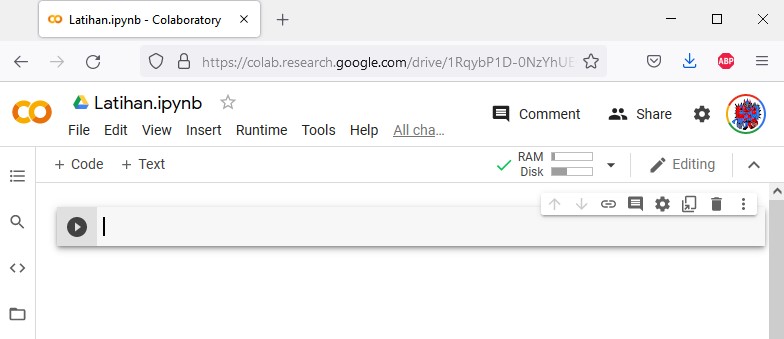 Latihan.ipynb - Colaboratory
https://colab.research.google.com/drive/1RqybP1D-0NzYhUE
ABP
Latihan.ipynb
Comment
Share
File Edit View Insert Runtime Tools Help All cha…
+ Code + Text
RAM
Disk
Editing